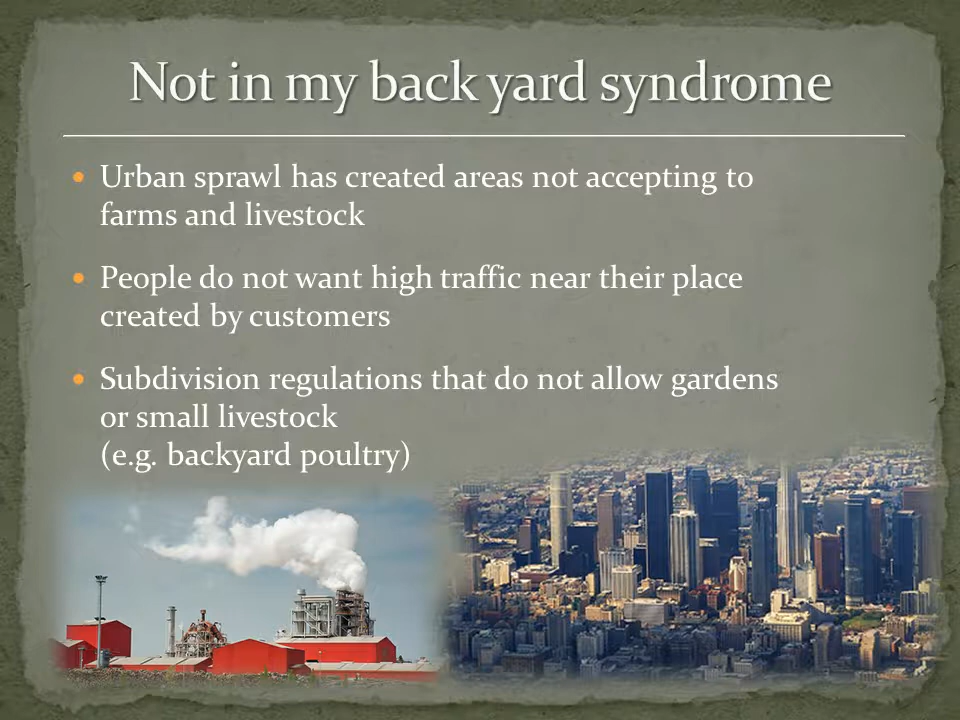 Not in my back yard syndrome
Urban sprawl has created areas not accepting to
farms and livestock
People do not want high traffic near their place
created by customers
Subdivision regulations that do not allow gardens
or small livestock
(e.g. backyard poultry)